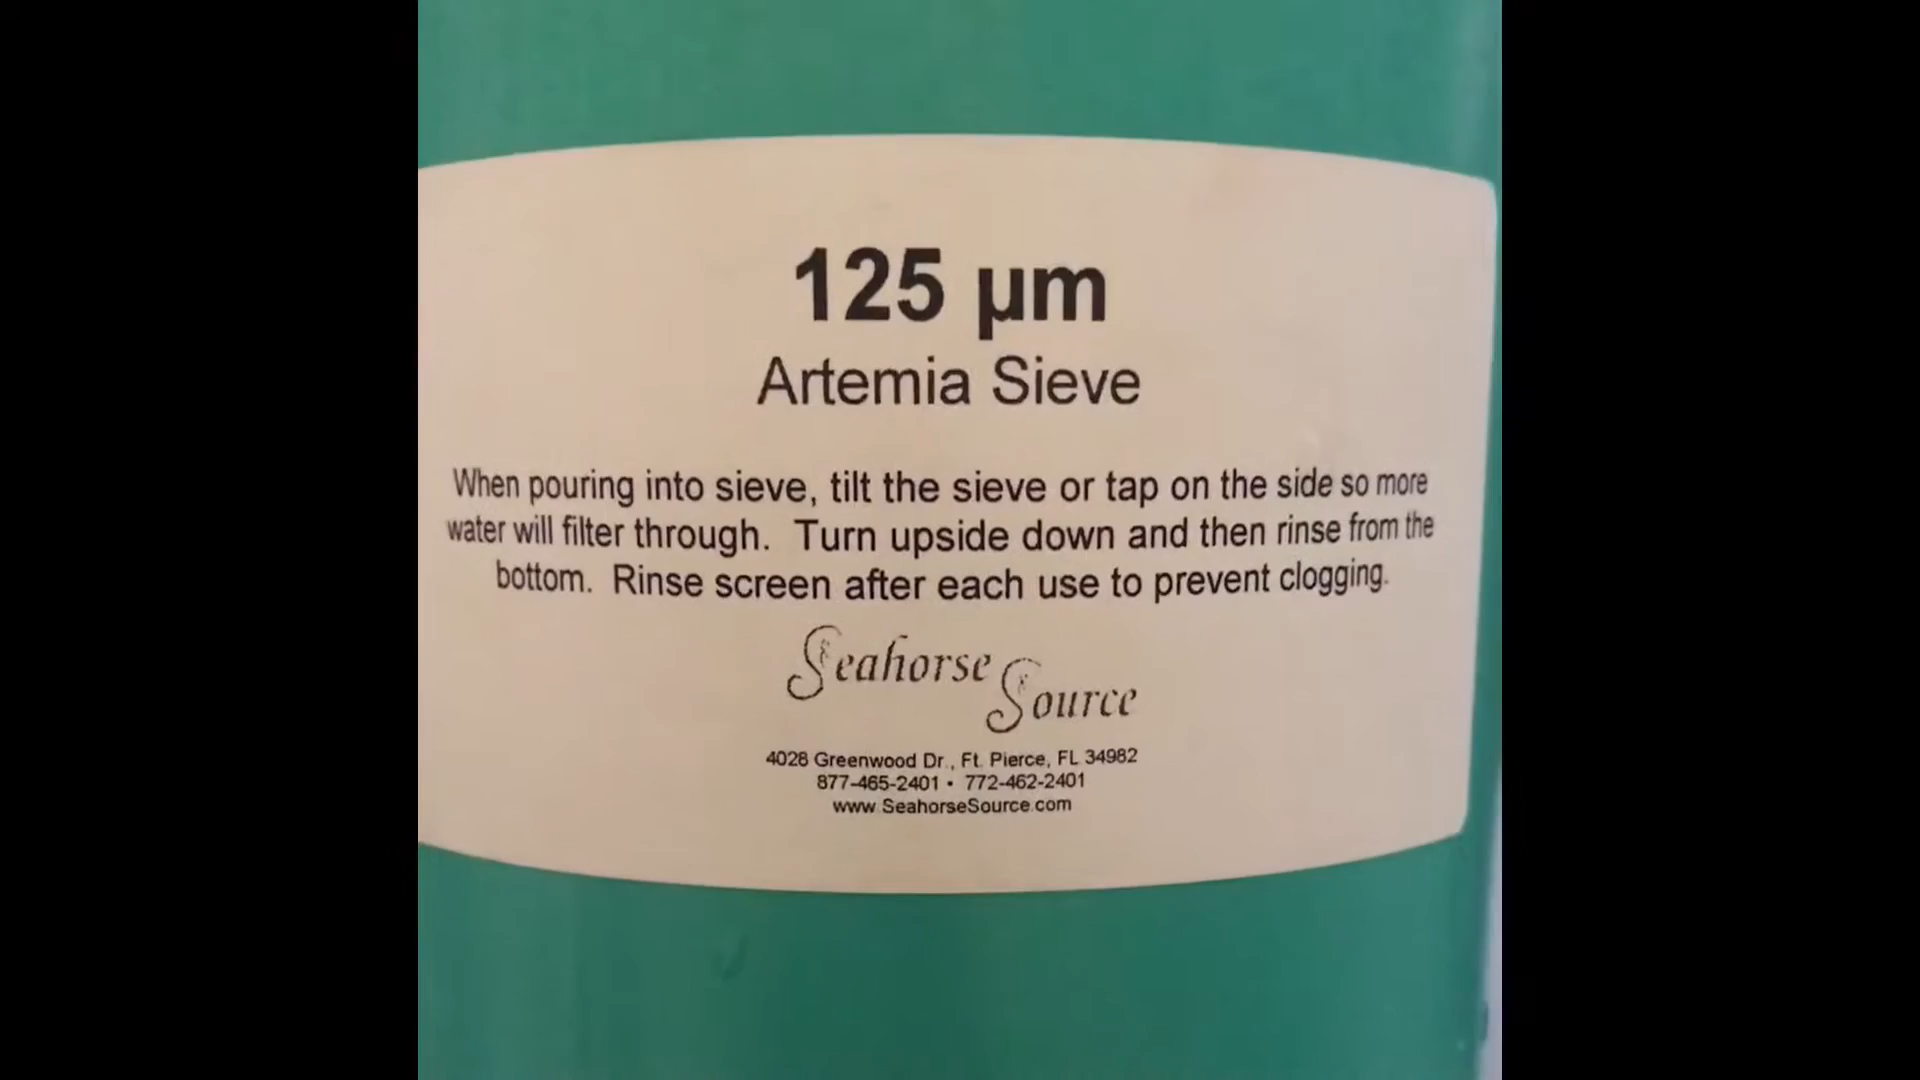 125 µm
Artemia Sieve
When pouring into sieve, tilt the sieve or tap on the side so more
water will filter through. Turn upside down and then rinse from the
bottom. Rinse screen after each use to prevent clogging.
Seahorse
Source
4028 Greenwood Dr., Ft. Pierce, FL 34982
877-465-2401 • 772-462-2401
www.SeahorseSource.com